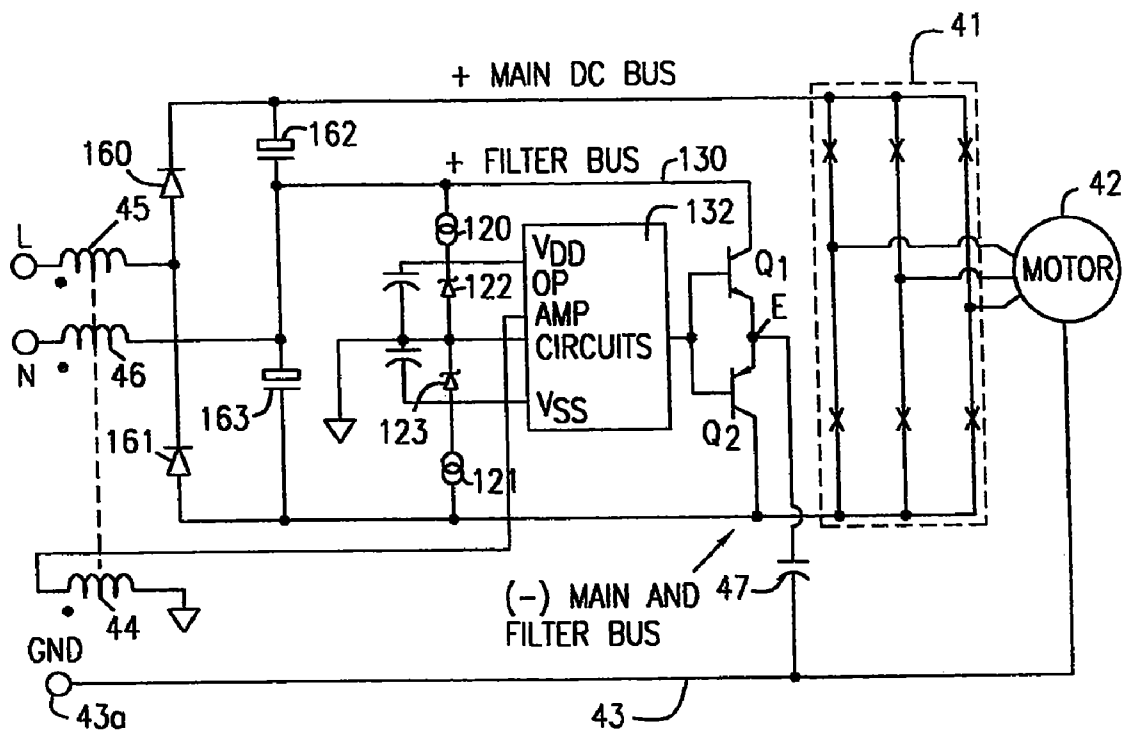 41
+ MAIN DC BUS
162
160
+ FILTER BUS
130
42
45
132
L
120
VDD
Q1
MOTOR
122
OP
AMP
E
CIRCUITS
N
46
163
VSS
123
Q2
161
121
(-) MAIN AND
FILTER BUS
47
44
GND
43a
43